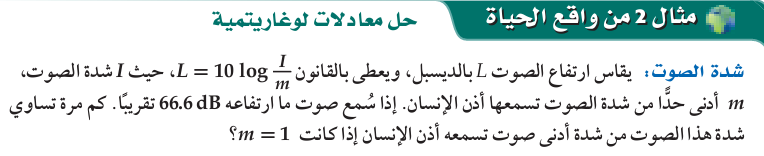 مثال 2 من واقع الحياة حل معادلات لوغاريتمية
شدة الصوت: يقاس ارتفاع الصوت L بالديسبل، ويعطى بالقانون L = 10 log I/m، حيث I شدة الصوت،
m أدنى حدًّا من شدة الصوت تسمعها أذن الإنسان. إذا سُمع صوت ما ارتفاعه 66.6 dB تقريبًا. كم مرة تساوي
شدة هذا الصوت من شدة أدنى صوت تسمعه أذن الإنسان إذا كانت m = 1؟